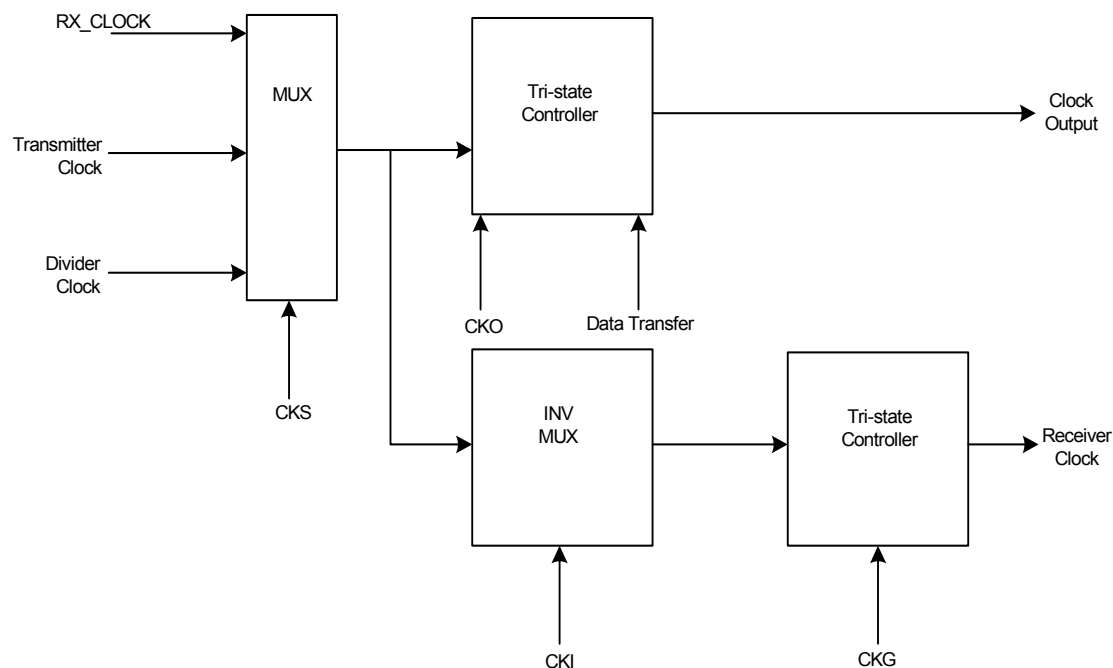 RX_CLOCK
MUX
Tri-state
Controller
Clock
Output
Transmitter
Clock
Divider
Clock
CKO
Data Transfer
CKS
INV
MUX
Tri-state
Controller
Receiver
Clock
CKI
CKG